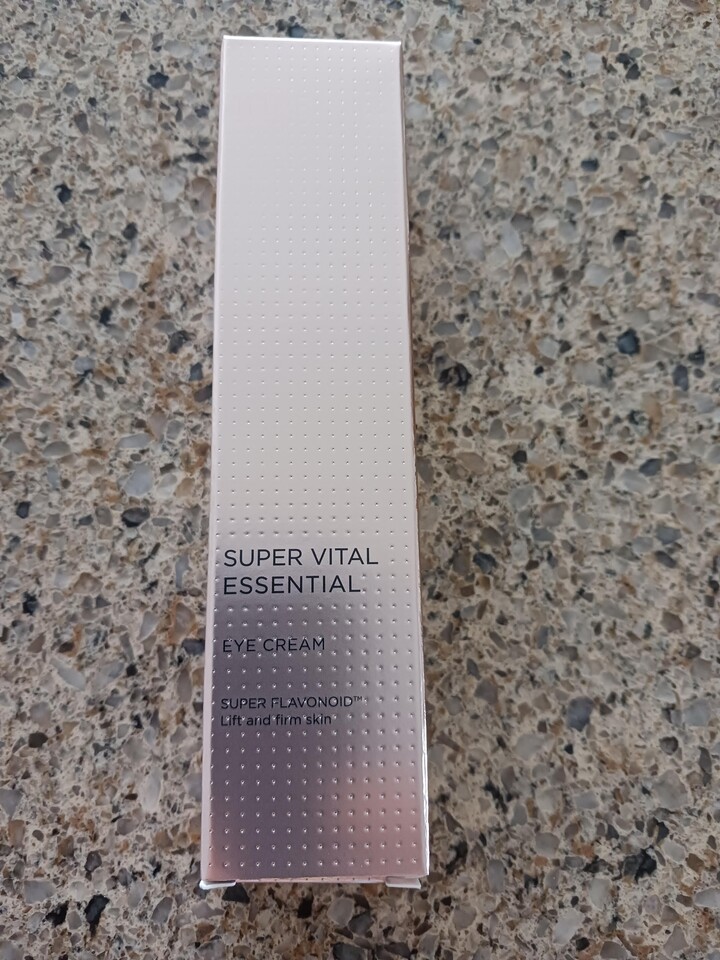 SUPER VITAL
ESSENTIAL
EYE CREAM
SUPER FLAVONOID™
Lift and firm skin